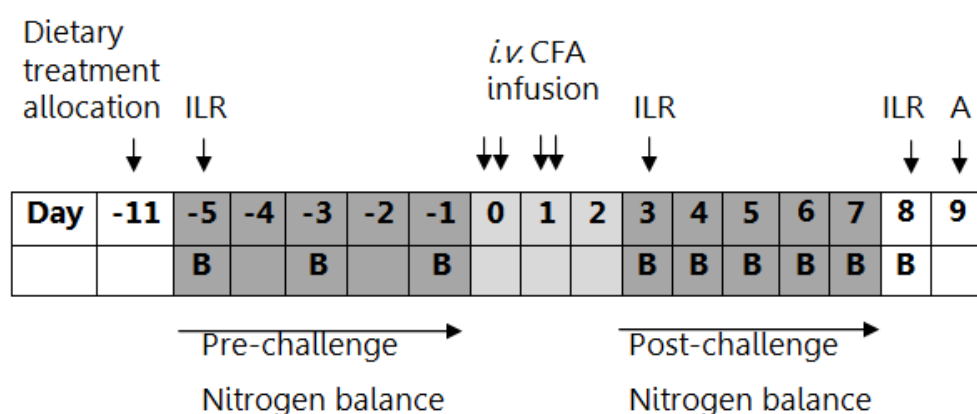 Dietary
treatment
allocation
ILR
i.v. CFA
infusion
ILR
ILR
A
Day -11 -5 -4 -3 -2 -1 0 1 2 3 4 5 6 7 8 9
B B B B B B B B B
Pre-challenge
Nitrogen balance
Post-challenge
Nitrogen balance